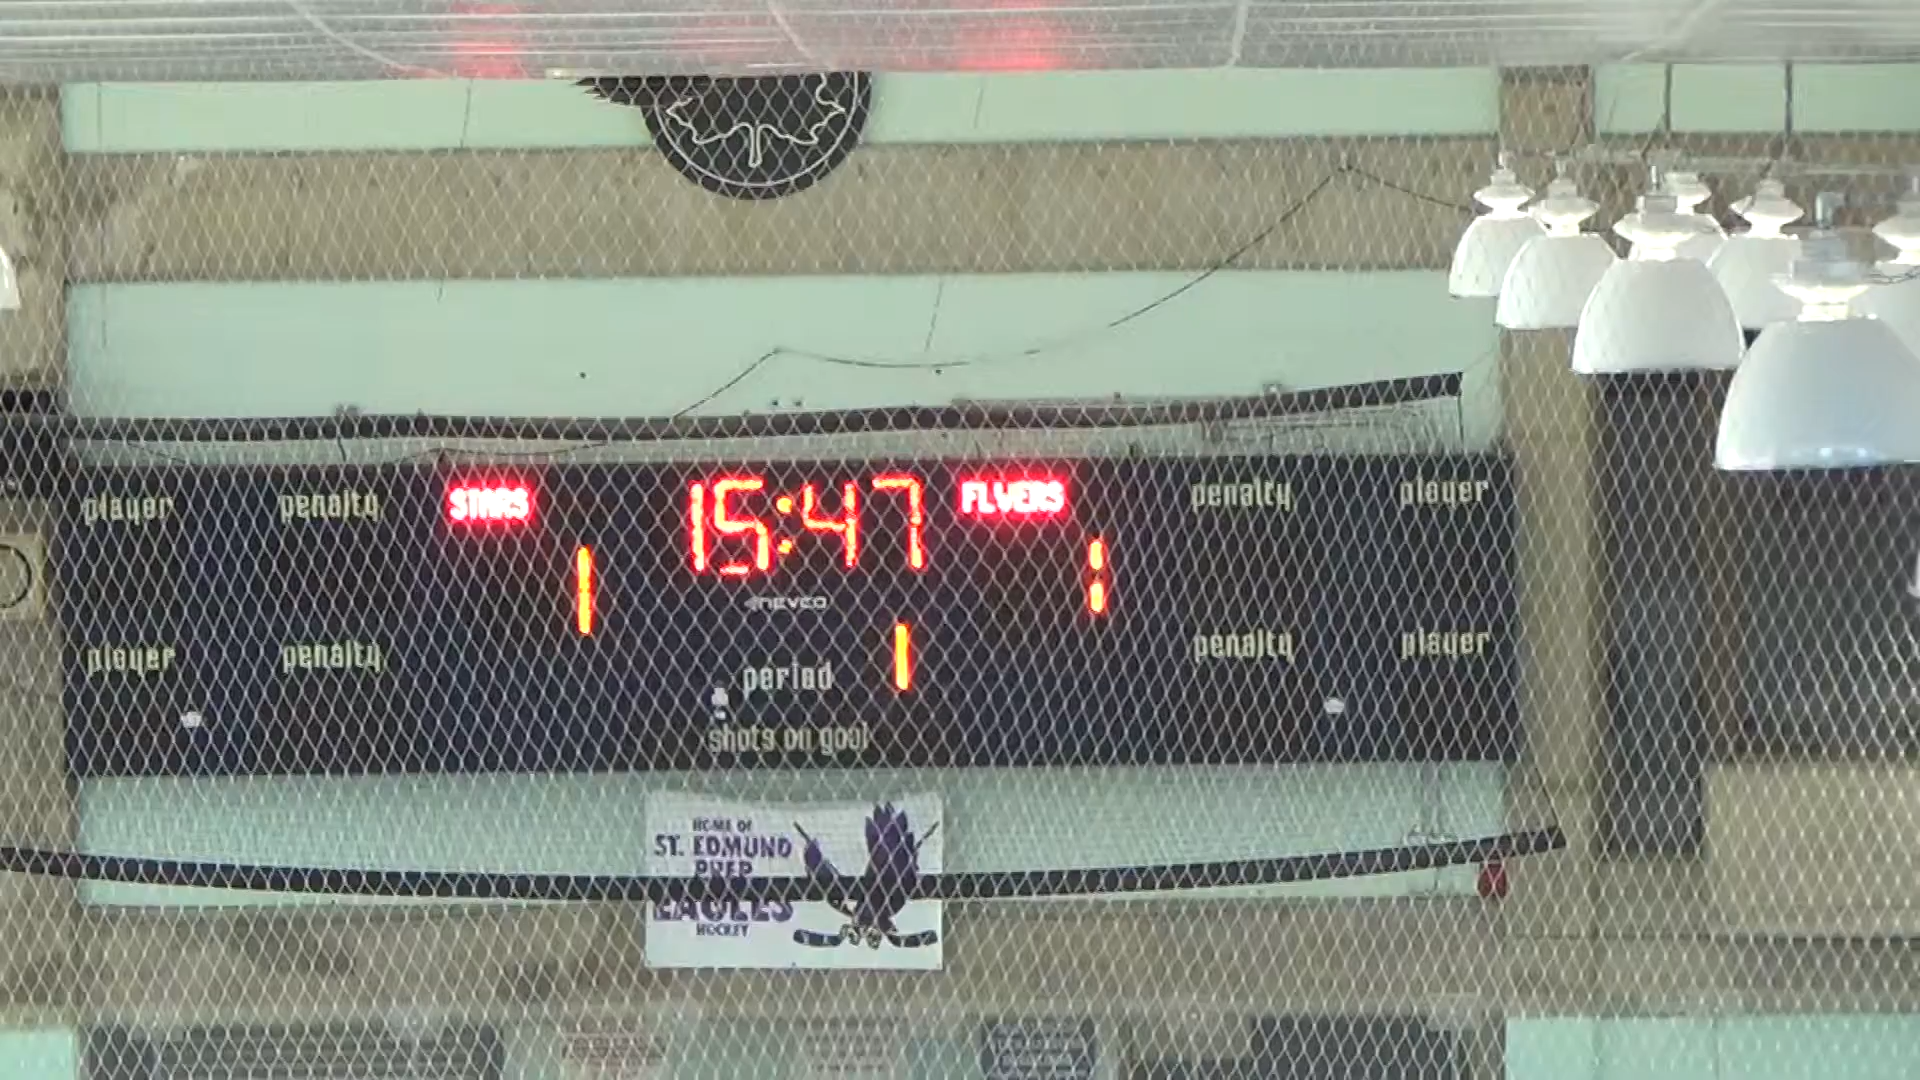 player penalty STARS 15:47 FLYERS penalty player
1 1
nevco
player penalty period 1 penalty player
shots on goal
HOME OF
ST. EDMUND
PREP
EAGLES
HOCKEY